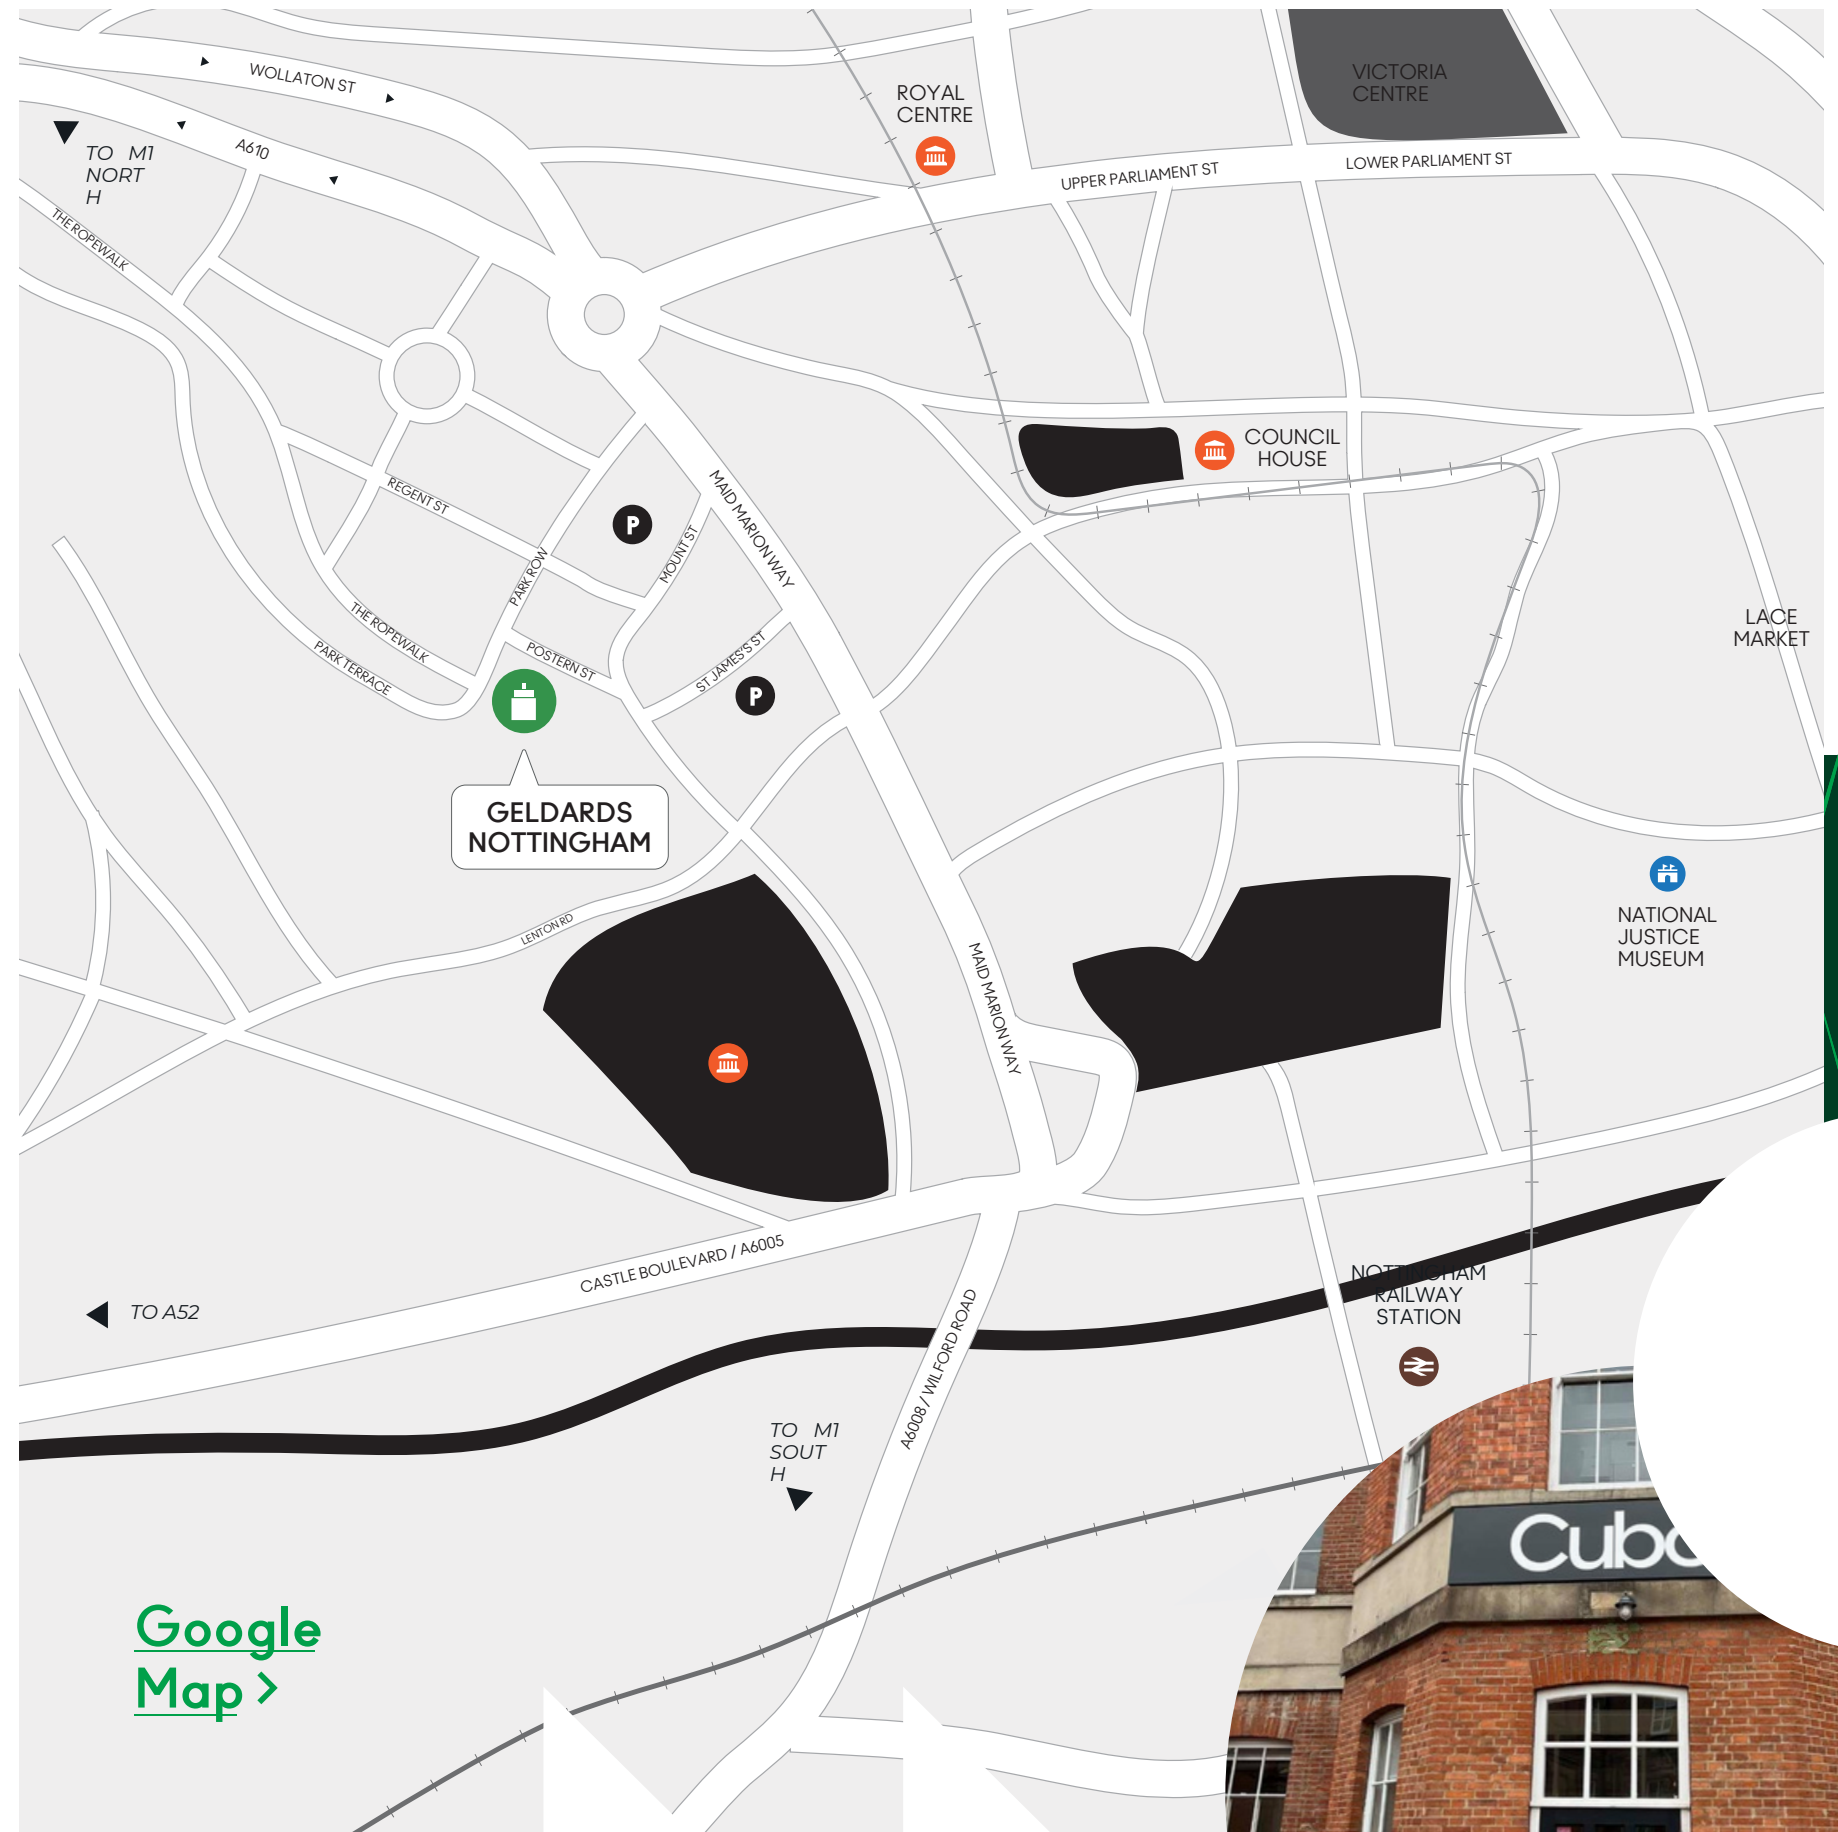 WOLLATON ST
A610
TO M1
NORT
H
THE ROPEWALK
ROYAL
CENTRE
VICTORIA
CENTRE
UPPER PARLIAMENT ST
LOWER PARLIAMENT ST
COUNCIL
HOUSE
REGENT ST
P
MAID MARION WAY
MOUNT ST
PARK ROW
THE ROPEWALK
PARK TERRACE
POSTERN ST
ST JAMES'S ST
P
LACE
MARKET
GELDARDS
NOTTINGHAM
LENTON RD
MAID MARION WAY
NATIONAL
JUSTICE
MUSEUM
CASTLE BOULEVARD / A6005
TO A52
NOTTINGHAM
RAILWAY
STATION
A6008 / WILFORD ROAD
TO M1
SOUT
H
Google
Map >